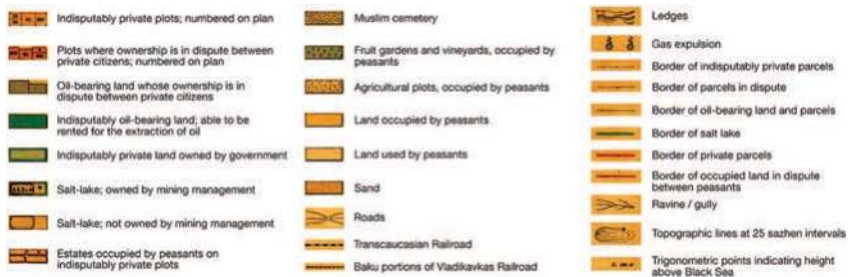 Indisputably private plots; numbered on plan
Plots where ownership is in dispute between
private citizens; numbered on plan
Oil-bearing land whose ownership is in
dispute between private citizens
Indisputably oil-bearing land; able to be
rented for the extraction of oil
Indisputably private land owned by government
Salt-lake; owned by mining management
Salt-lake; not owned by mining management
Estates occupied by peasants on
indisputably private plots
Muslim cemetery
Fruit gardens and vineyards, occupied by
peasants
Agricultural plots, occupied by peasants
Land occupied by peasants
Land used by peasants
Sand
Roads
Transcaucasian Railroad
Baku portions of Vladikavkas Railroad
Ledges
Gas expulsion
Border of indisputably private parcels
Border of parcels in dispute
Border of oil-bearing land and parcels
Border of salt lake
Border of private parcels
Border of occupied land in dispute
between peasants
Ravine / gully
Topographic lines at 25 sazhen intervals
Trigonometric points indicating height
above Black Sea